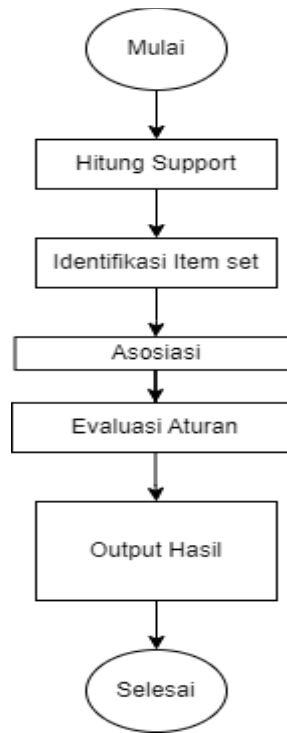 Mulai
Hitung Support
Identifikasi Item set
Asosiasi
Evaluasi Aturan
Output Hasil
Selesai